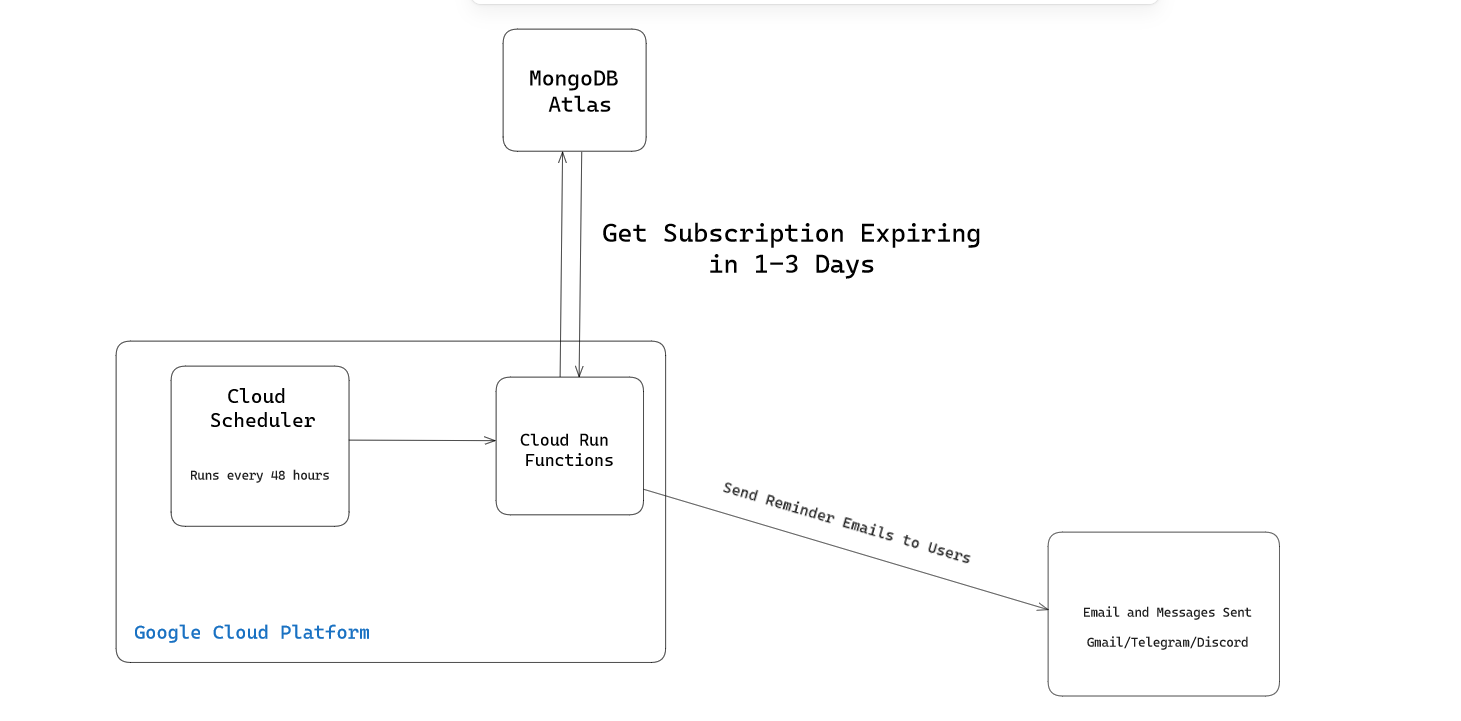 MongoDB
Atlas
Get Subscription Expiring
in 1-3 Days
Cloud
Scheduler
Runs every 48 hours
Cloud Run
Functions
Send Reminder Emails to Users
Email and Messages Sent
Gmail/Telegram/Discord
Google Cloud Platform